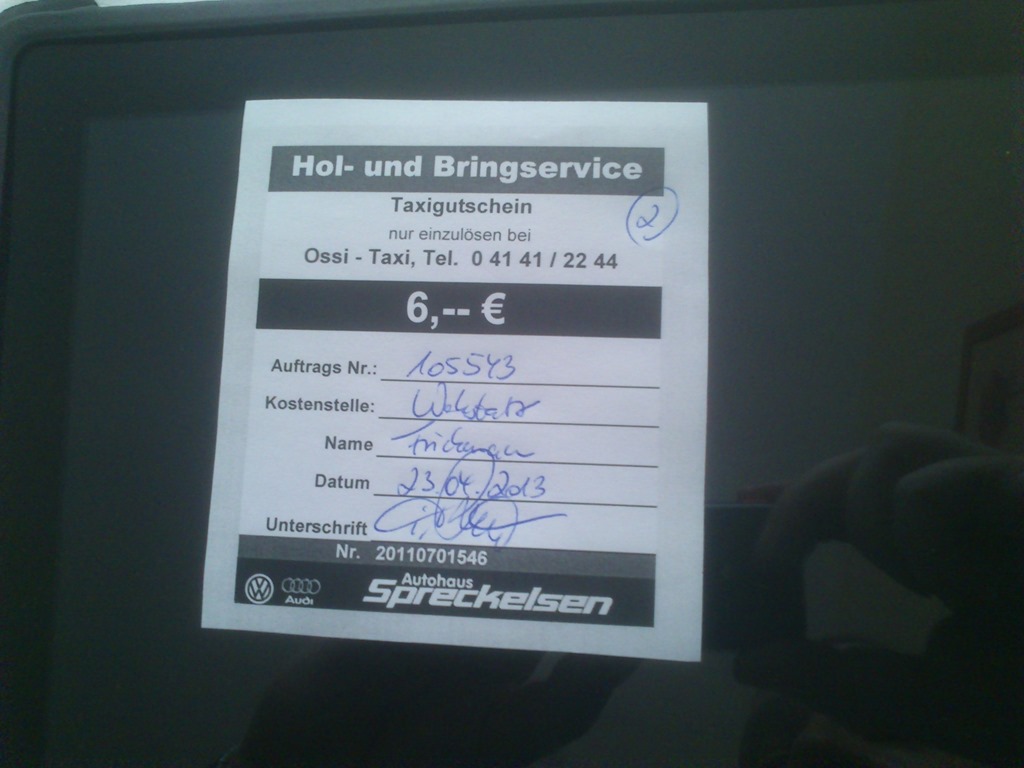 Hol- und Bringservice
Taxigutschein
2
nur einzulösen bei
Ossi - Taxi, Tel. 0 41 41 / 22 44
6,-- €
Auftrags Nr.: 105543
Kostenstelle:
Name
Datum 23/04/2013
Unterschrift
Nr. 20110701546
Autohaus
Audi Spreckelsen